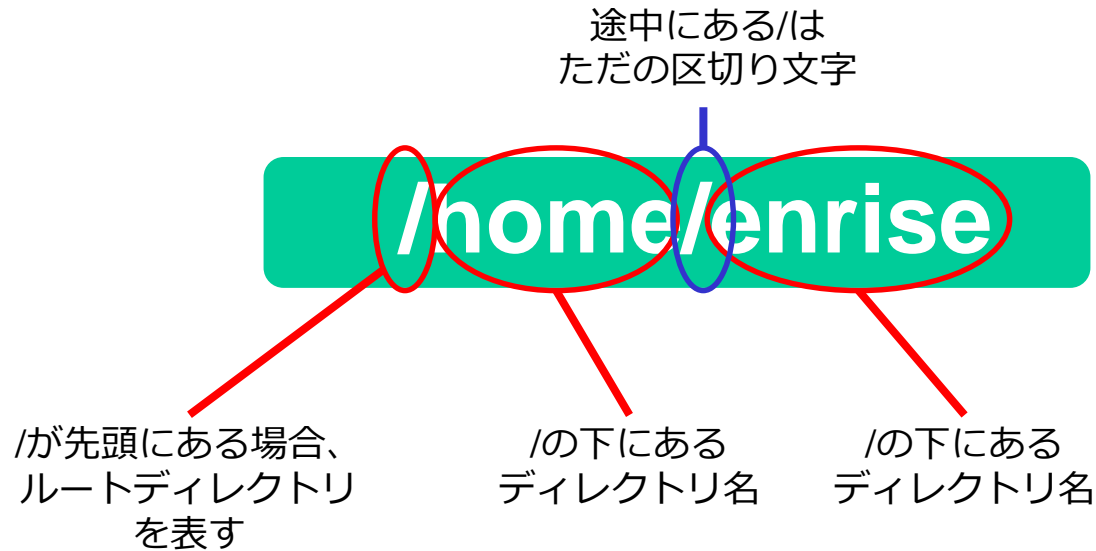 途中にある/は
ただの区切り文字
/home/enrise
/が先頭にある場合、
ルートディレクトリ
を表す
/の下にある
ディレクトリ名
/の下にある
ディレクトリ名